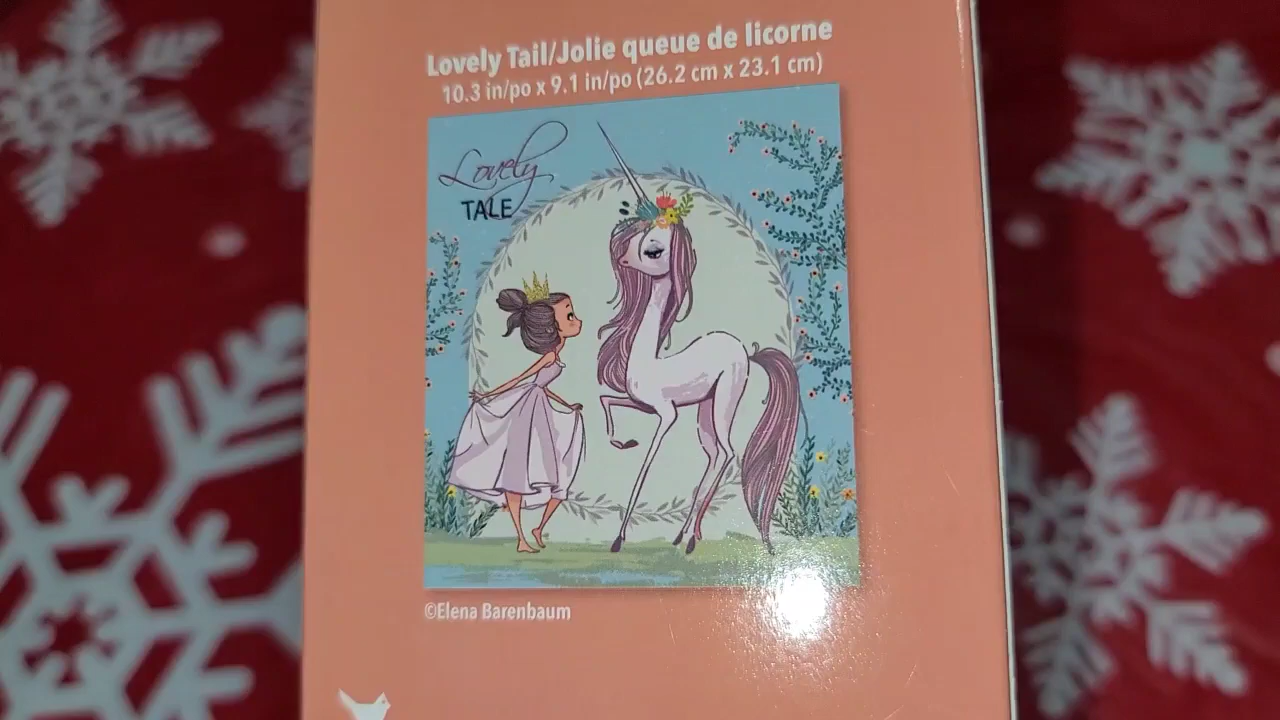 Lovely Tail/Jolie queue de licorne
10.3 in/po x 9.1 in/po (26.2 cm x 23.1 cm)
Lovely
TALE
©Elena Barenbaum